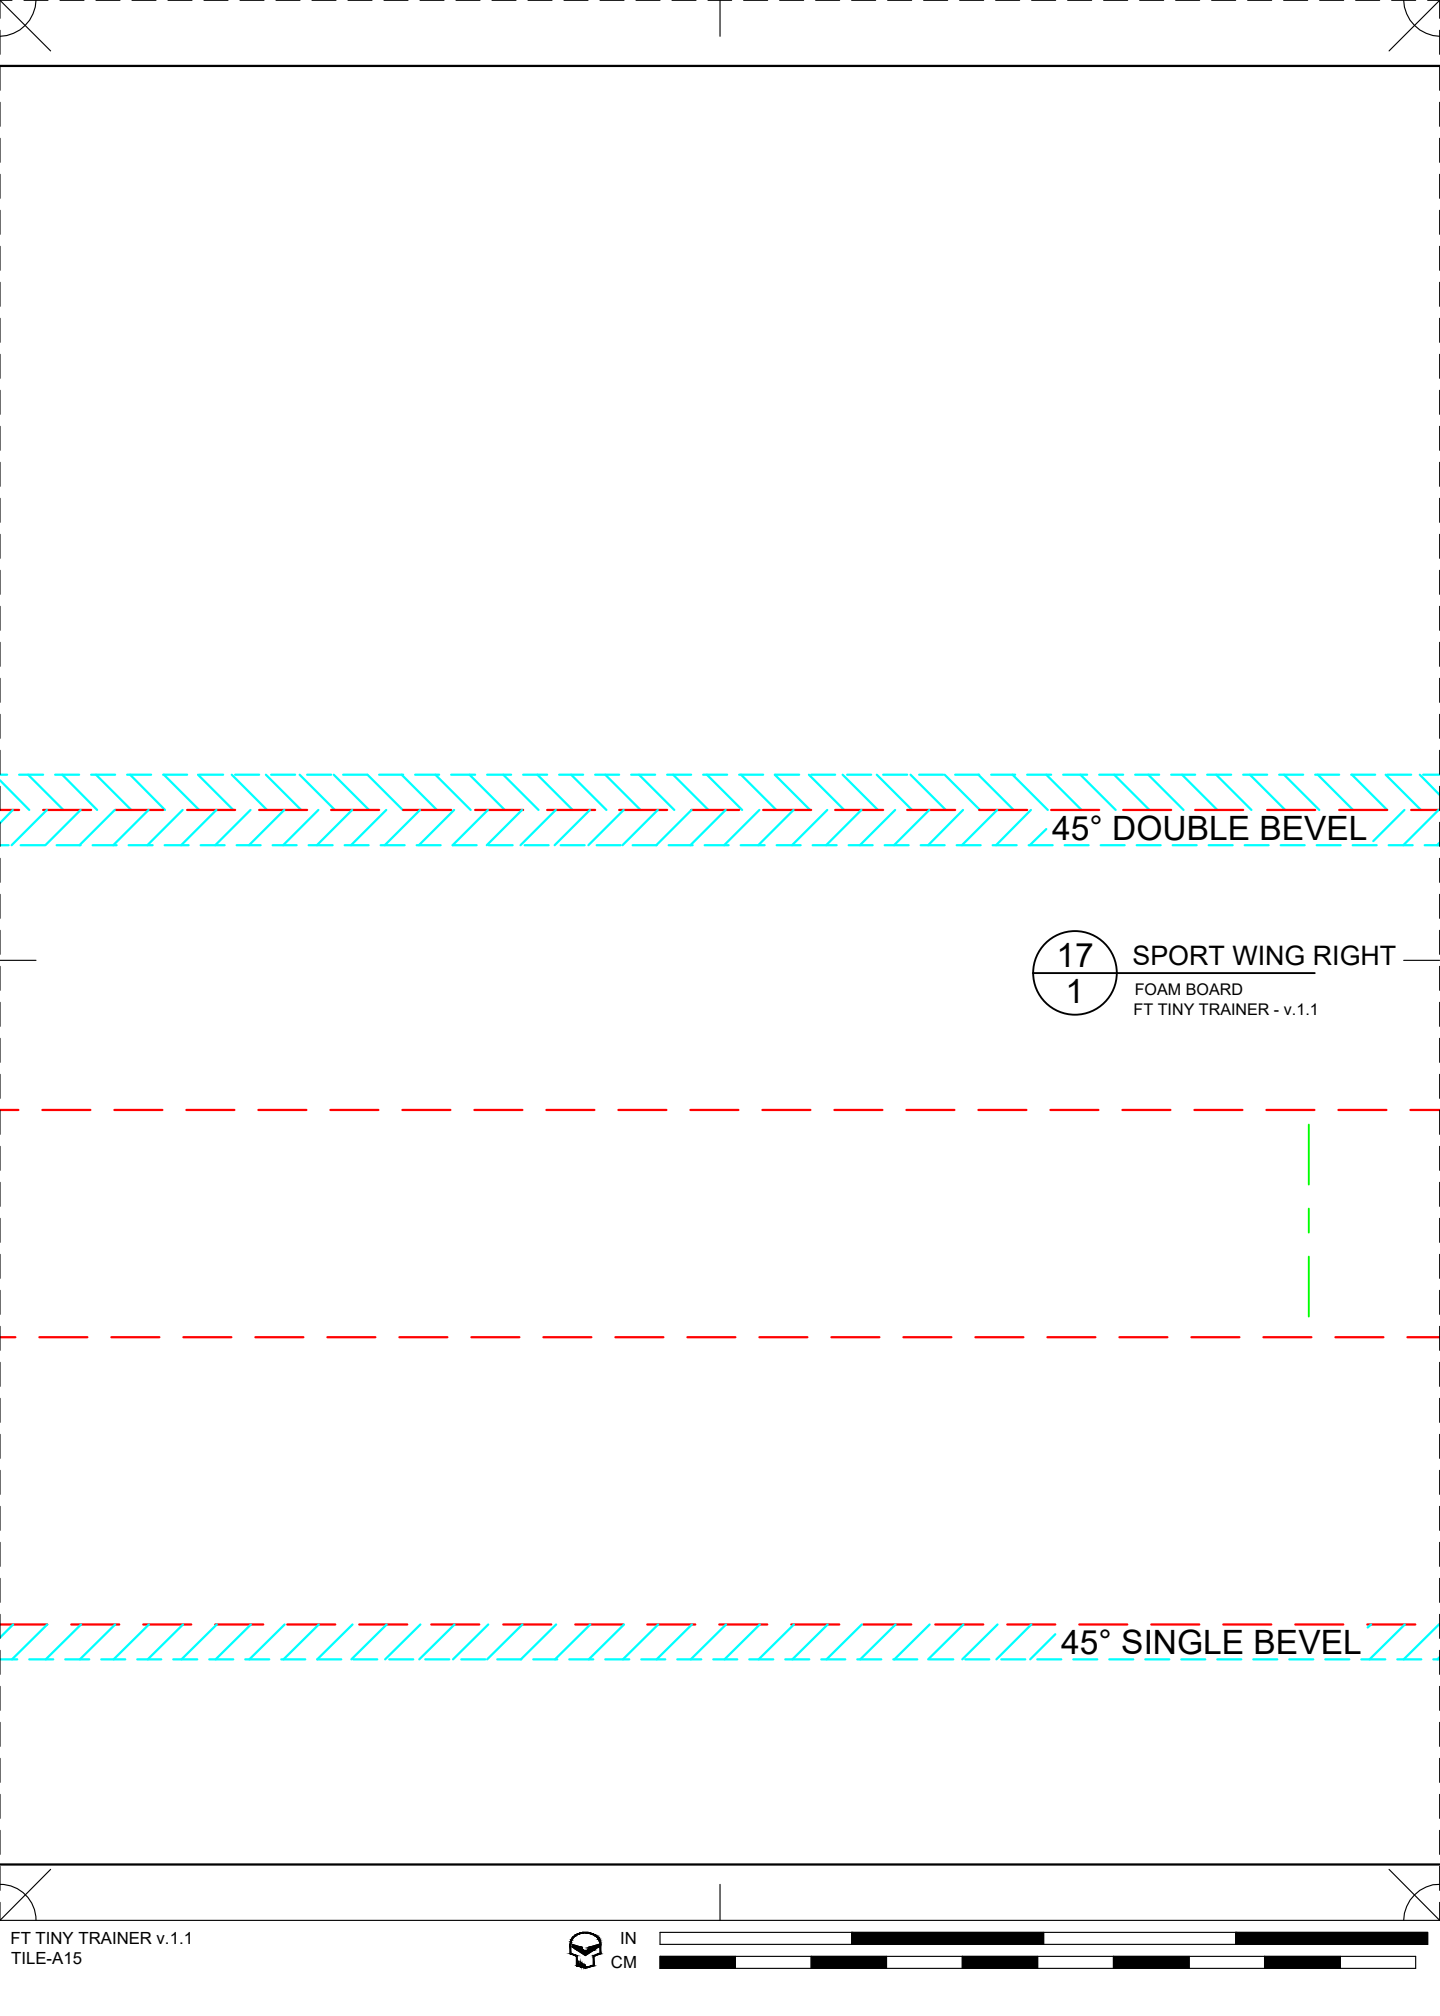 45° DOUBLE BEVEL
17
1
SPORT WING RIGHT
FOAM BOARD
FT TINY TRAINER - v.1.1
45° SINGLE BEVEL
FT TINY TRAINER v.1.1
TILE-A15
IN
CM